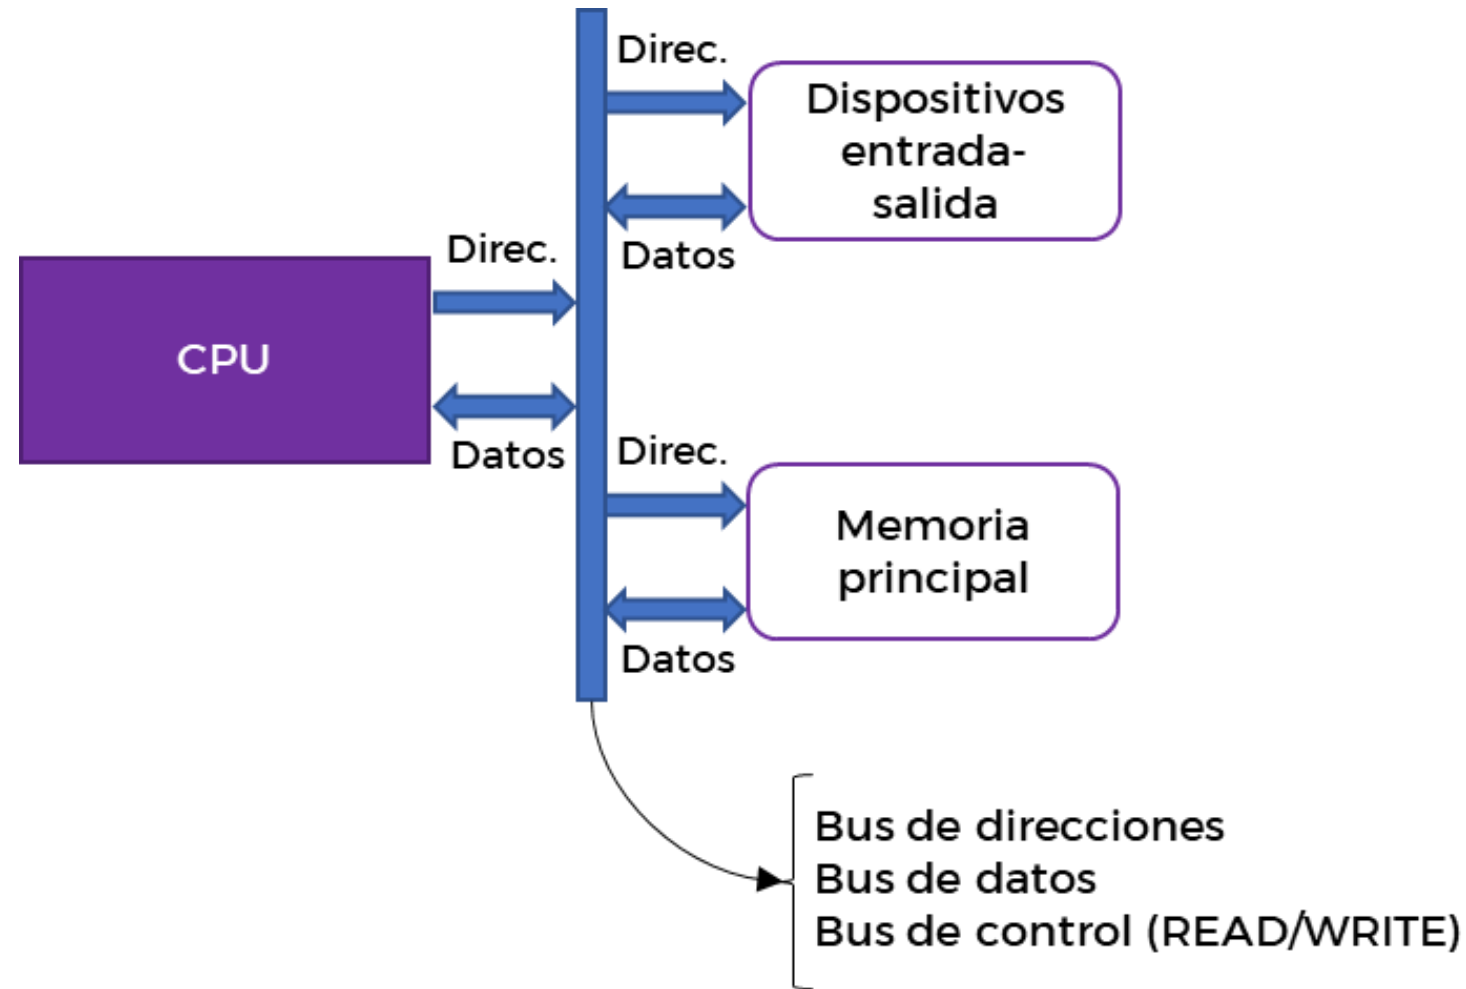 Direc.
Dispositivos
entrada-
salida
Datos
Direc.
CPU
Datos
Direc.
Memoria
principal
Datos
Bus de direcciones
Bus de datos
Bus de control (READ/WRITE)